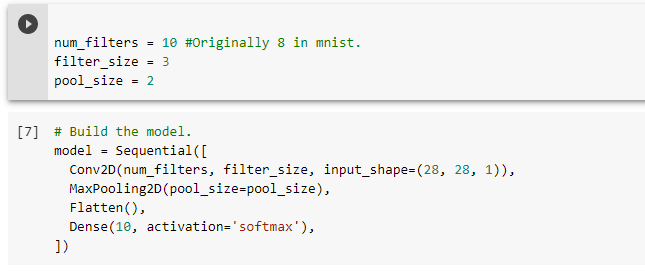 num_filters = 10 #Originally 8 in mnist.
filter_size = 3
pool_size = 2
[7] # Build the model.
model = Sequential([
  Conv2D(num_filters, filter_size, input_shape=(28, 28, 1)),
  MaxPooling2D(pool_size=pool_size),
  Flatten(),
  Dense(10, activation='softmax'),
])